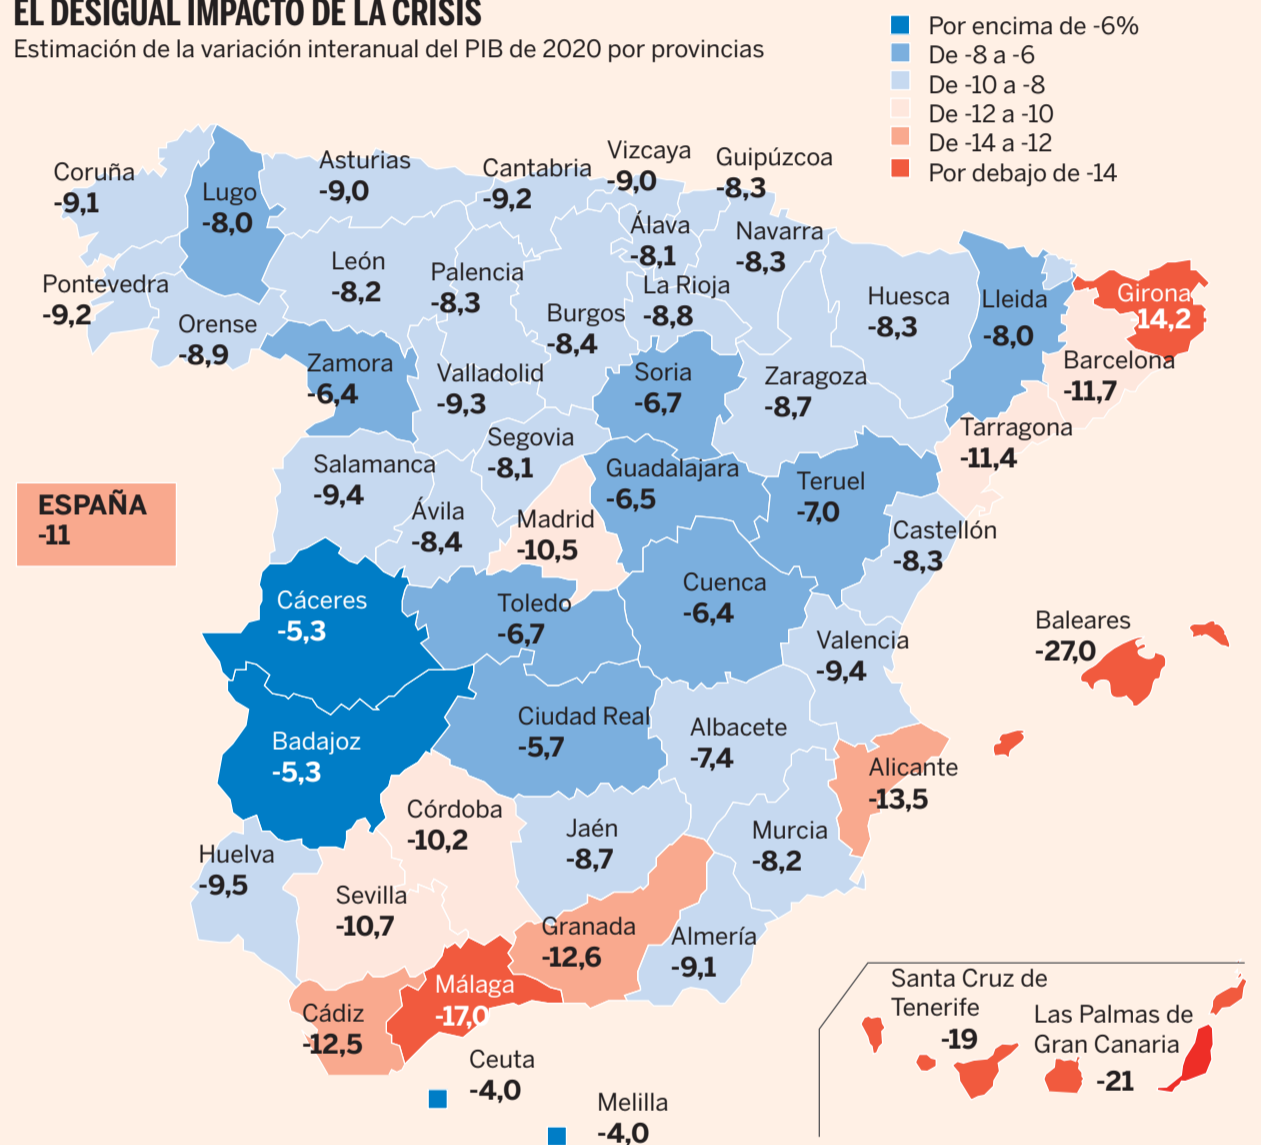 EL DESIGUAL IMPACTO DE LA CRISIS
Estimación de la variación interanual del PIB de 2020 por provincias
Por encima de -6%
De -8 a -6
De -10 a -8
De -12 a -10
De -14 a -12
Por debajo de -14
Coruña
-9,1
Lugo
-8,0
Asturias
-9,0
Cantabria
-9,2
Vizcaya
-9,0
Guipúzcoa
-8,3
Álava
-8,1
Navarra
-8,3
Pontevedra
-9,2
Orense
-8,9
León
-8,2
Palencia
-8,3
Burgos
-8,4
La Rioja
-8,8
Huesca
-8,3
Lleida
-8,0
Girona
-14,2
Barcelona
-11,7
Zamora
-6,4
Valladolid
-9,3
Soria
-6,7
Zaragoza
-8,7
Tarragona
-11,4
Segovia
-8,1
Salamanca
-9,4
Ávila
-8,4
Madrid
-10,5
Guadalajara
-6,5
Teruel
-7,0
Castellón
-8,3
ESPAÑA
-11
Cáceres
-5,3
Toledo
-6,7
Cuenca
-6,4
Valencia
-9,4
Baleares
-27,0
Badajoz
-5,3
Ciudad Real
-5,7
Albacete
-7,4
Alicante
-13,5
Córdoba
-10,2
Jaén
-8,7
Murcia
-8,2
Huelva
-9,5
Sevilla
-10,7
Granada
-12,6
Almería
-9,1
Cádiz
-12,5
Málaga
-17,0
Ceuta
-4,0
Melilla
-4,0
Santa Cruz de
Tenerife
-19
Las Palmas de
Gran Canaria
-21